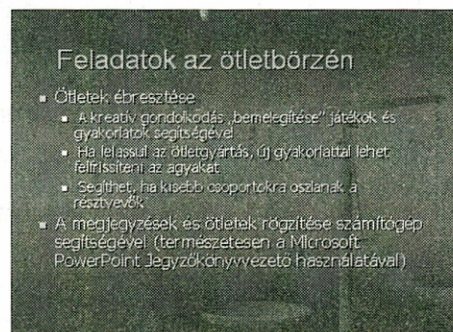 Feladatok az ötletbörzén
Ötletek ébresztése
A kreatív gondolkodás „bemelegítése" játékok és
gyakorlatok segítségével
Ha lelassul az ötletgyártás, új gyakorlattal lehet
felfrissíteni az agyakat
Segíthet, ha kisebb csoportokra oszlanak a
résztvevők
A megjegyzések és ötletek rögzítése számítógép
segítségével (természetesen a Microsoft
PowerPoint Jegyzőkönyvvezető használatával)